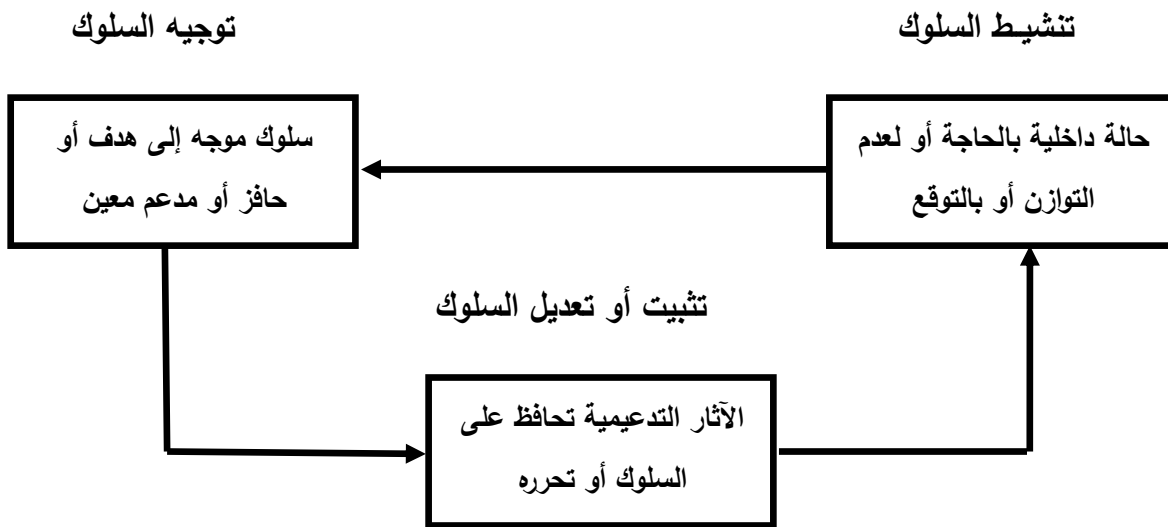 تنشيـط السلوك
توجيه السلوك
حالة داخلية بالحاجة أو لعدم
التوازن أو بالتوقع
سلوك موجه إلى هدف أو
حافز أو مدعم معين
تثبيت أو تعديل السلوك
الآثار التدعيمية تحافظ على
السلوك أو تحرره